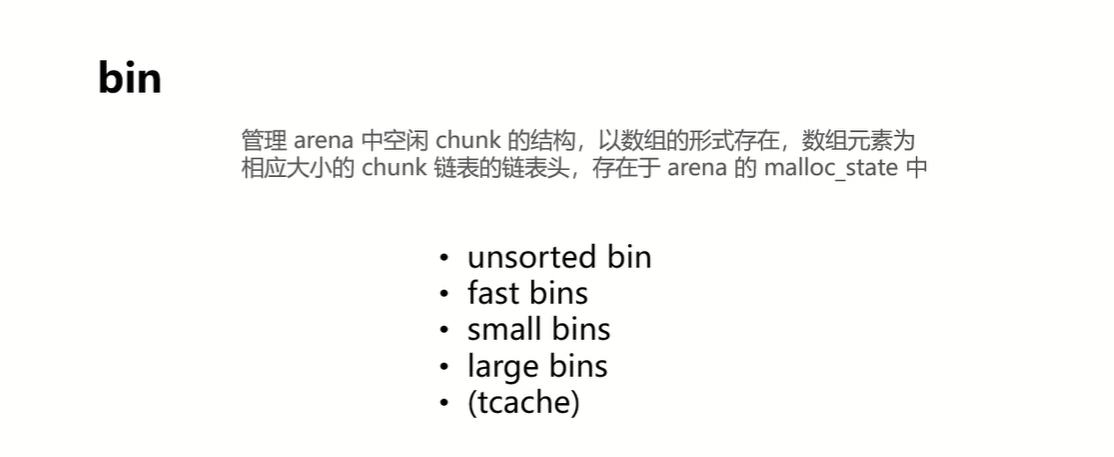 bin
管理 arena 中空闲 chunk 的结构，以数组的形式存在，数组元素为
相应大小的 chunk 链表的链表头，存在于 arena 的 malloc_state 中
• unsorted bin
• fast bins
• small bins
• large bins
• (tcache)